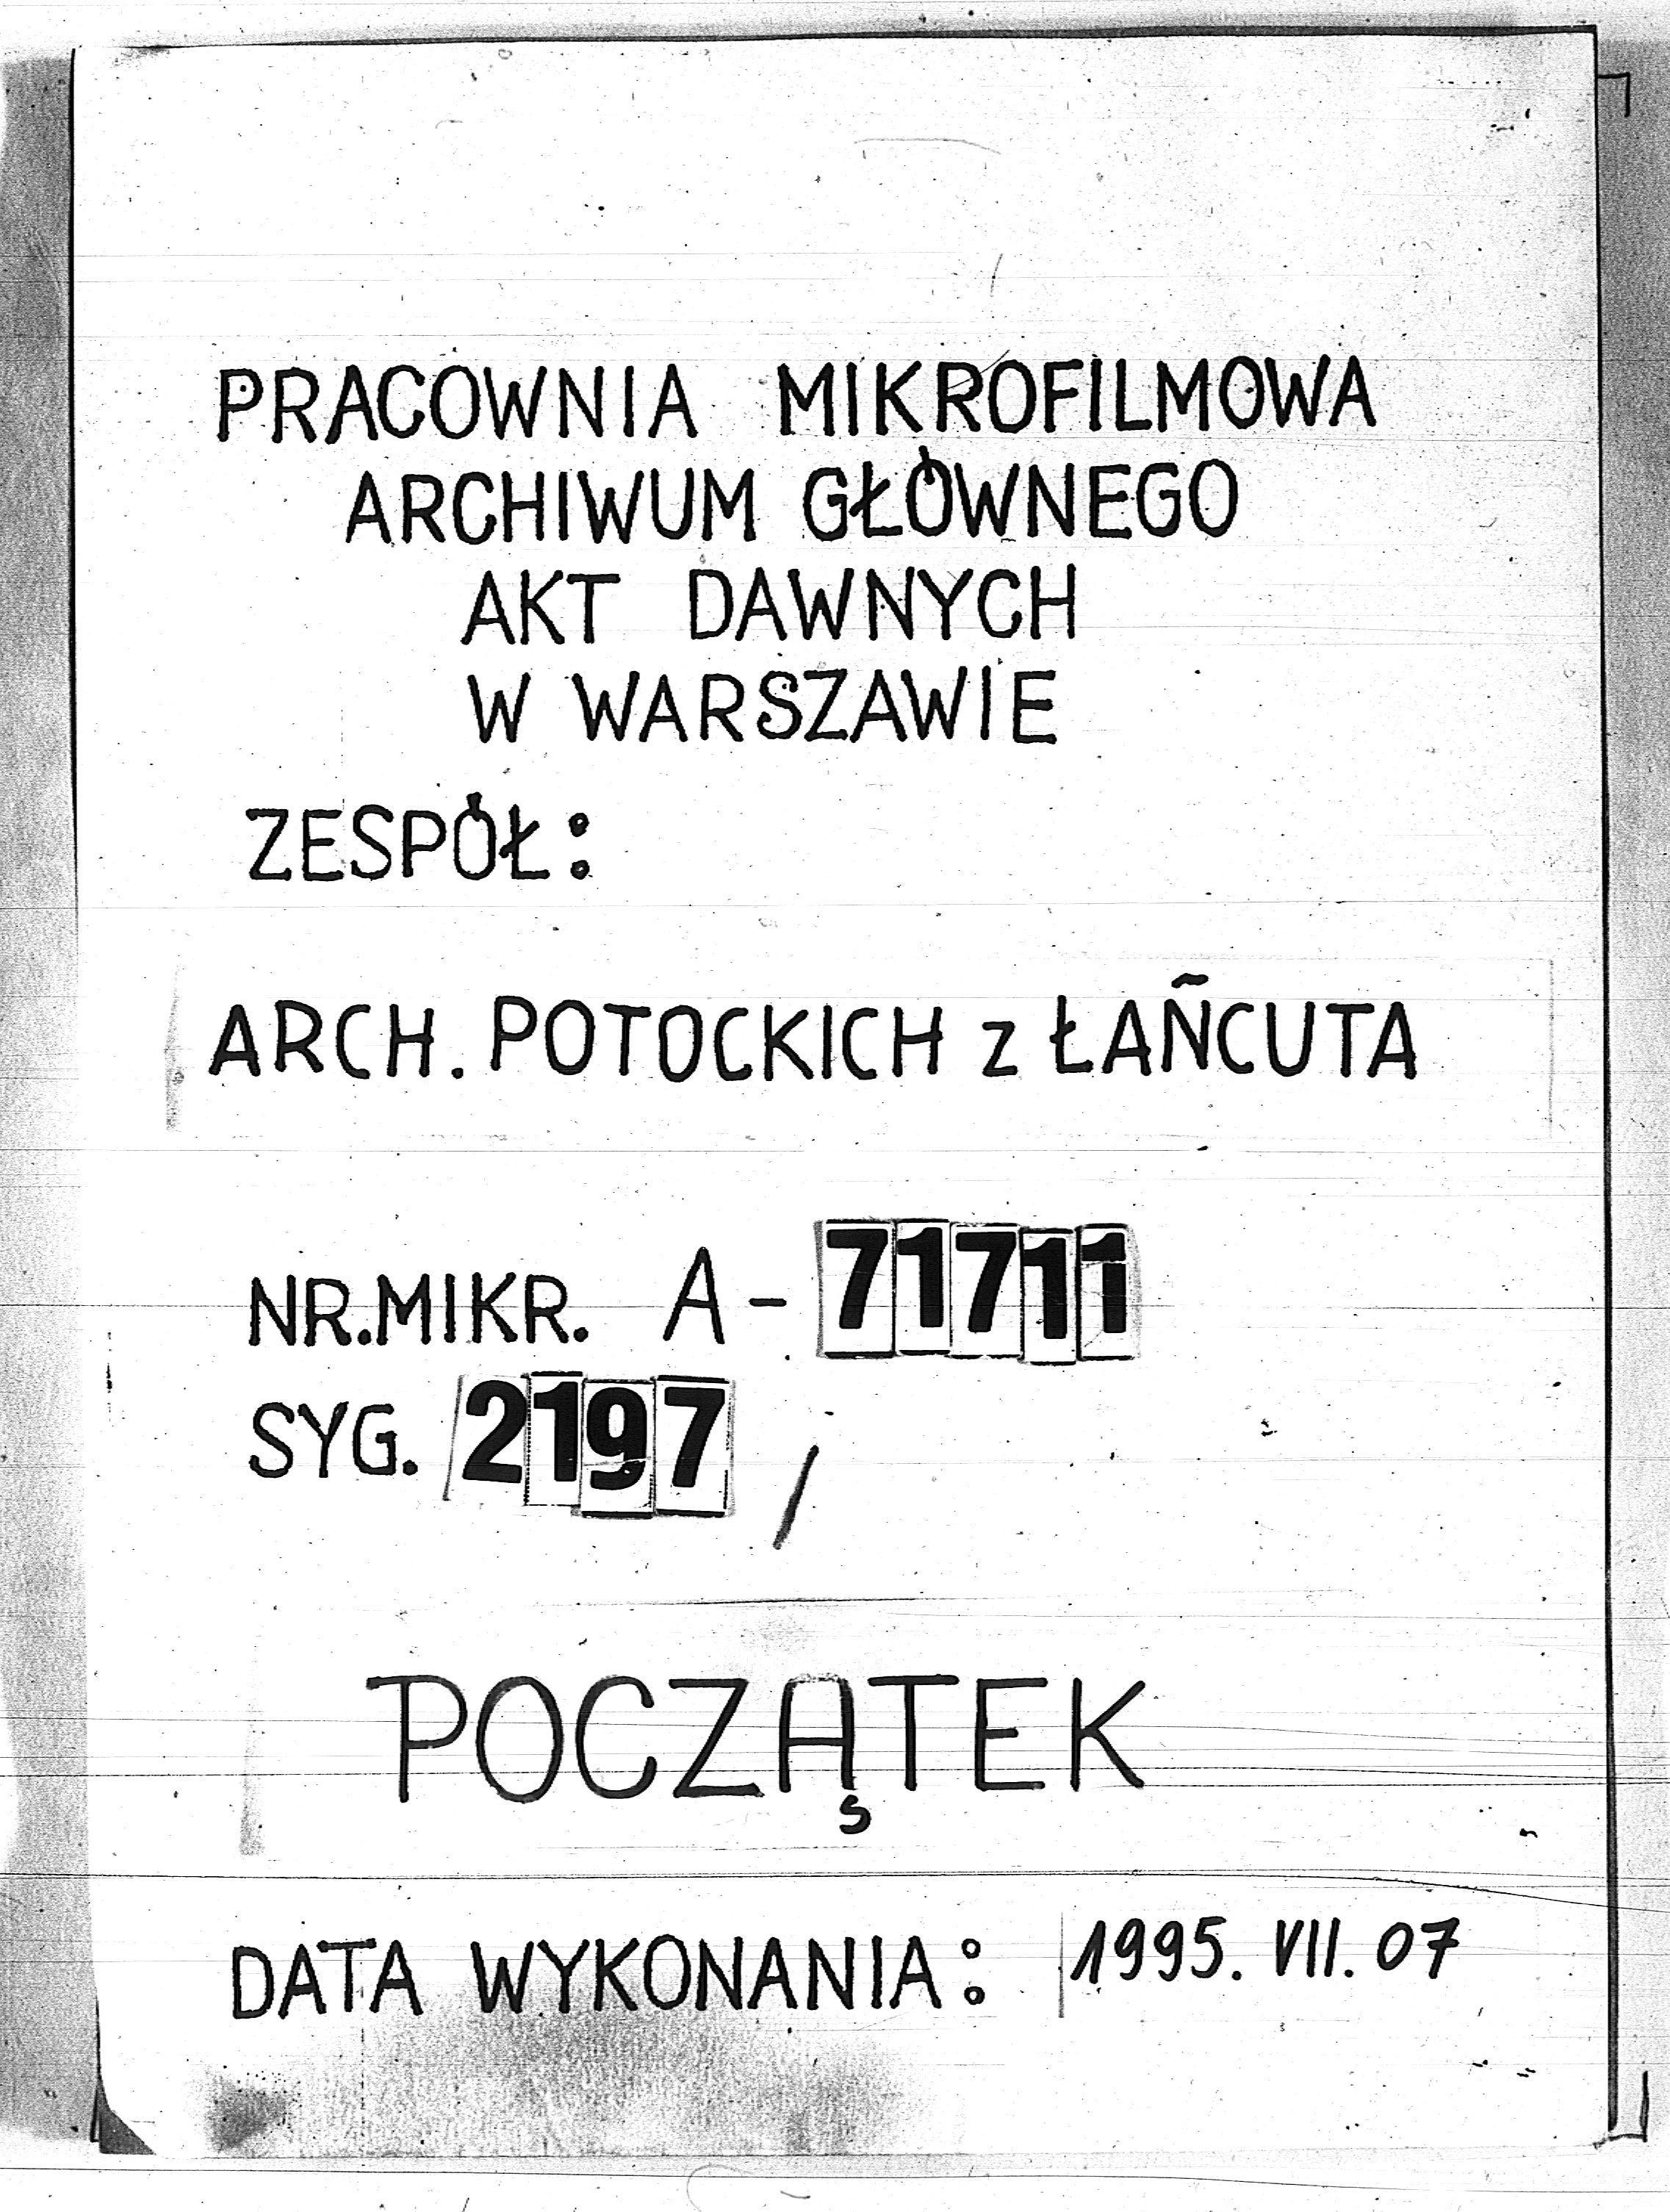 PRACOWNIA MIKROFILMOWA
ARCHIWUM GŁÓWNEGO
AKT DAWNYCH
W WARSZAWIE
ZESPÓŁ:
ARCH. POTOCKICH z ŁAŃCUTA
NR.MIKR. A-71711
SYG. 2197 /
POCZĄTEK
DATA WYKONANIA: 1995. VII. 07